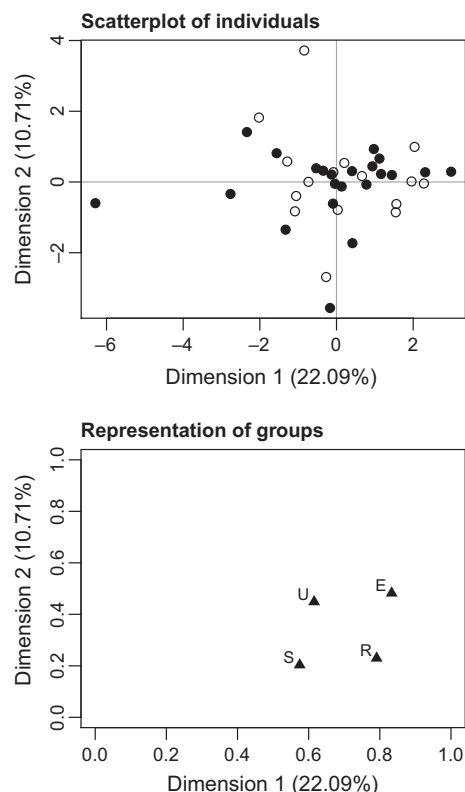 Scatterplot of individuals
Dimension 2 (10.71%)
4
2
0
−2
−6
−4
−2
0
2
Dimension 1 (22.09%)
Representation of groups
Dimension 2 (10.71%)
1.0
0.8
0.6
0.4
0.2
0.0
U
E
S
R
0.0
0.2
0.4
0.6
0.8
1.0
Dimension 1 (22.09%)